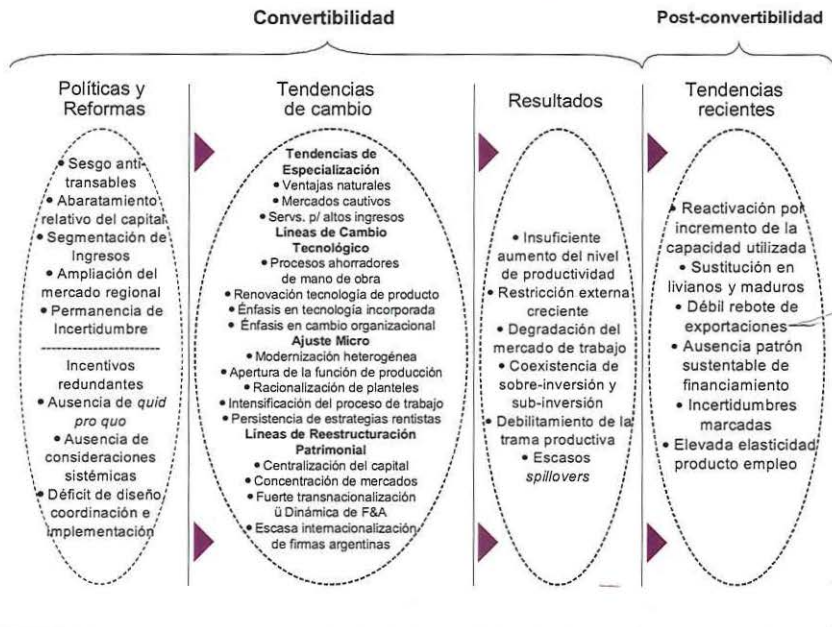 Convertibilidad
Post-convertibilidad
Políticas y
Reformas
• Sesgo anti-
transables
• Abaratamiento
relativo del capital
• Segmentación de
Ingresos
• Ampliación del
mercado regional
• Permanencia de
Incertidumbre
Incentivos
redundantes
• Ausencia de quid
pro quo
• Ausencia de
consideraciones
sistémicas
• Déficit de diseño,
coordinación e
implementación
Tendencias
de cambio
Tendencias de
Especialización
• Ventajas naturales
• Mercados cautivos
• Servs. p/ altos ingresos
Líneas de Cambio
Tecnológico
• Procesos ahorradores
de mano de obra
• Renovación tecnología de producto
• Énfasis en tecnología incorporada
• Énfasis en cambio organizacional
Ajuste Micro
• Modernización heterogénea
• Apertura de la función de producción
• Racionalización de planteles
• Intensificación del proceso de trabajo
• Persistencia de estrategias rentistas
Líneas de Reestructuración
Patrimonial
• Centralización del capital
• Concentración de mercados
• Fuerte transnacionalización
ü Dinámica de F&A
• Escasa internacionalización
de firmas argentinas
Resultados
• Insuficiente
aumento del nivel
de productividad
• Restricción externa
creciente
• Degradación del
mercado de trabajo
• Coexistencia de
sobre-inversión y
sub-inversión
• Debilitamiento de la
trama productiva
• Escasos
spillovers
Tendencias
recientes
• Reactivación por
incremento de la
capacidad utilizada
• Sustitución en
livianos y maduros
• Débil rebote de
exportaciones
• Ausencia patrón
sustentable de
financiamiento
• Incertidumbres
marcadas
• Elevada elasticidad
producto empleo